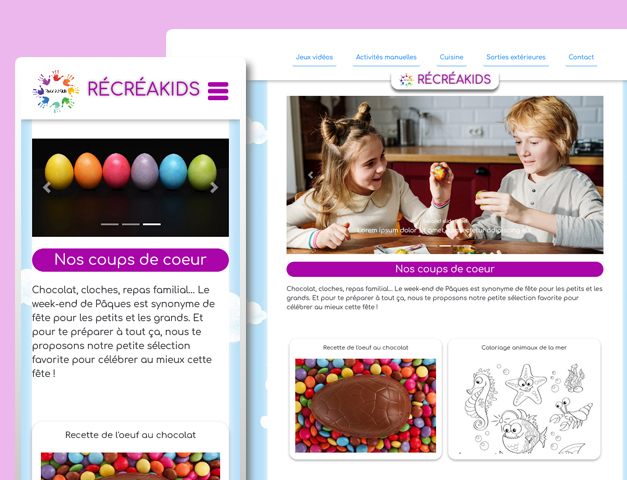 RÉCRÉAKIDS
Nos coups de coeur
Chocolat, cloches, repas familial... Le
week-end de Pâques est synonyme de
fête pour les petits et les grands. Et
pour te préparer à tout ça, nous te
proposons notre petite sélection
favorite pour célébrer au mieux cette
fête !
Recette de l'oeuf au chocolat
Jeux vidéos Activités manuelles Cuisine Sorties extérieures Contact
RÉCRÉAKIDS
Lorem ipsum dolor sit amet, consectetur adipiscing elit.
Nos coups de coeur
Chocolat, cloches, repas familial... Le week-end de Pâques est synonyme de fête pour les petits et les
grands. Et pour te préparer à tout ça, nous te proposons notre petite sélection favorite pour
célébrer au mieux cette fête !
Recette de l'oeuf au chocolat Coloriage animaux de la mer